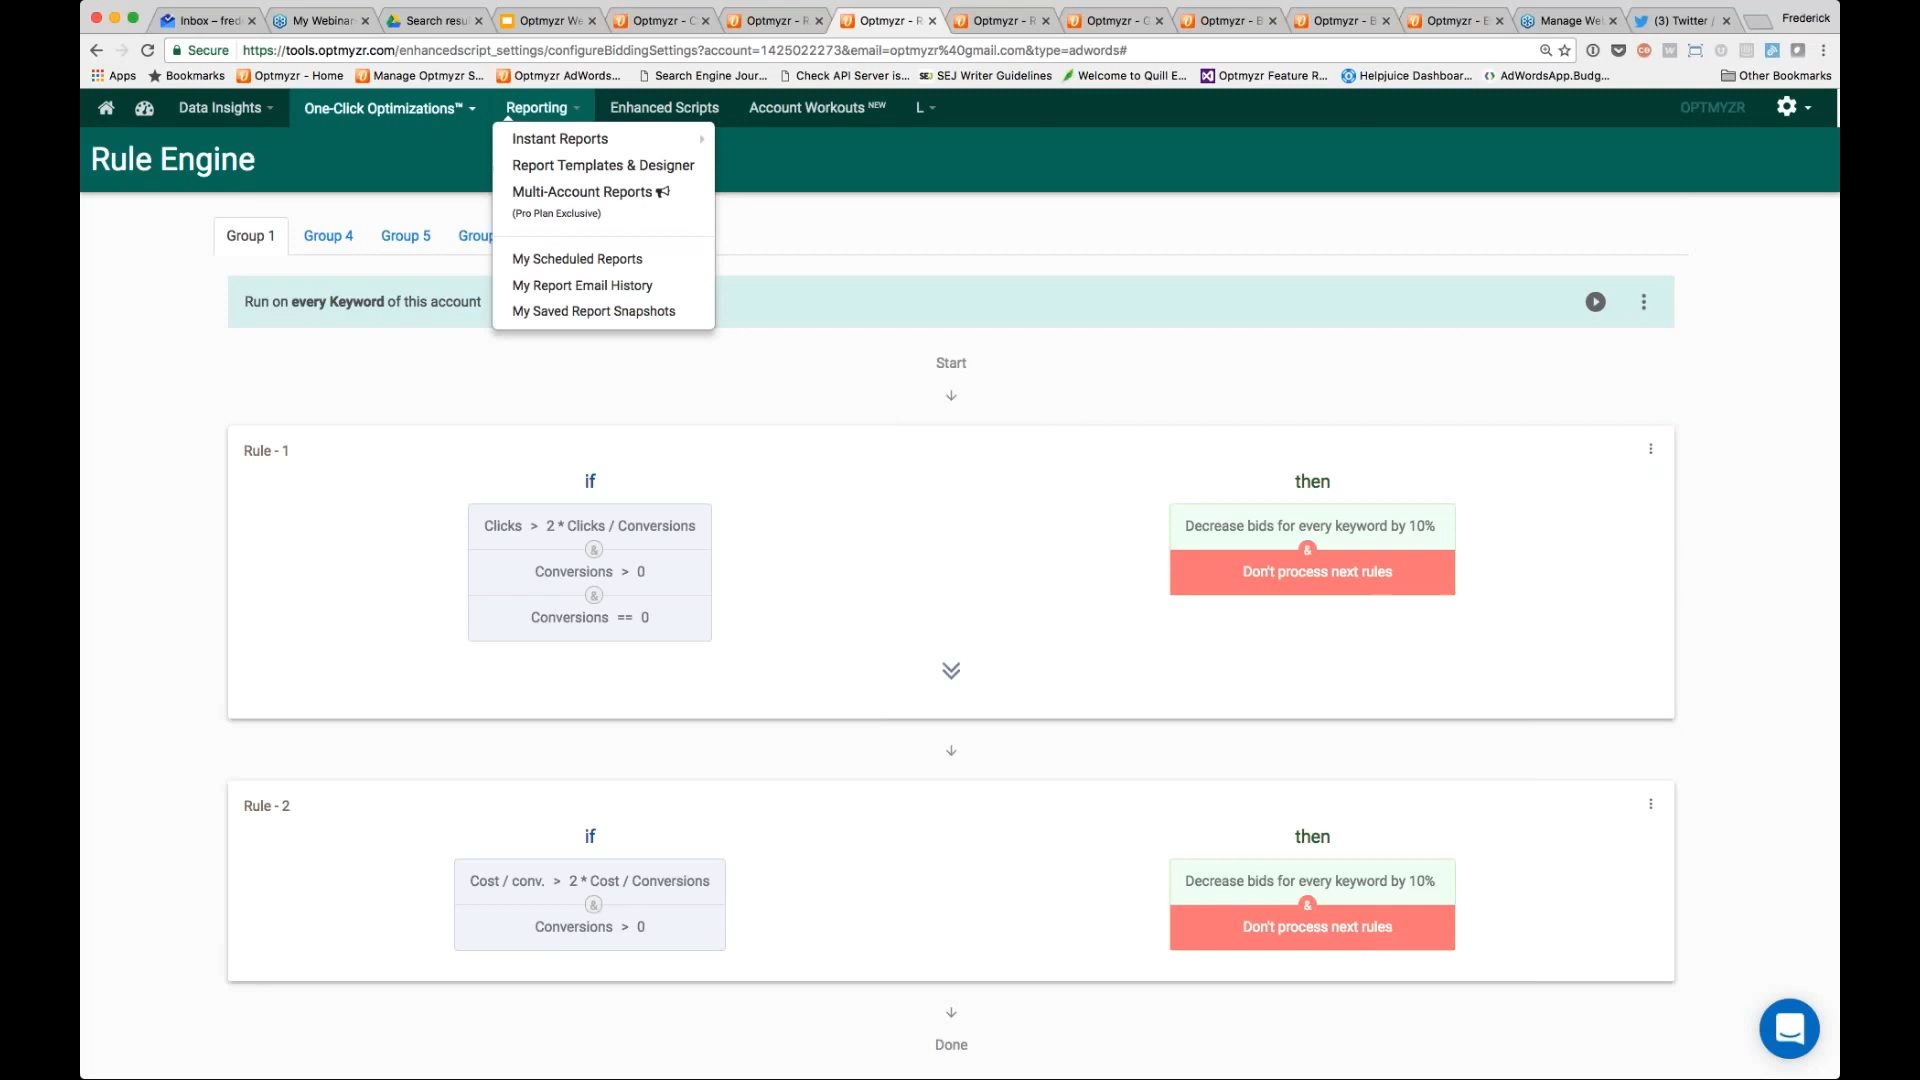 Inbox – fred
My Webinar
Search resu
Optmyzr We
Optmyzr - C
Optmyzr - R
Optmyzr - R
Optmyzr - R
Optmyzr - G
Optmyzr - B
Optmyzr - B
Optmyzr - E
Manage We
(3) Twitter /
Frederick
Secure https://tools.optmyzr.com/enhancedscript_settings/configureBiddingSettings?account=1425022273&email=optmyzr%40gmail.com&type=adwords#
Apps Bookmarks Optmyzr - Home Manage Optmyzr S... Optmyzr AdWords... Search Engine Jour... Check API Server is... SEJ Writer Guidelines Welcome to Quill E... Optmyzr Feature R... Helpjuice Dashboar... AdWordsApp.Budg... Other Bookmarks
Data Insights One-Click Optimizations™ Reporting Enhanced Scripts Account Workouts NEW L OPTMYZR
Rule Engine
Instant Reports
Report Templates & Designer
Multi-Account Reports
(Pro Plan Exclusive)
My Scheduled Reports
My Report Email History
My Saved Report Snapshots
Group 1 Group 4 Group 5 Group
Run on every Keyword of this account
Start
Rule - 1
if
Clicks > 2 * Clicks / Conversions
&
Conversions > 0
&
Conversions == 0
then
Decrease bids for every keyword by 10%
&
Don't process next rules
Rule - 2
if
Cost / conv. > 2 * Cost / Conversions
&
Conversions > 0
then
Decrease bids for every keyword by 10%
&
Don't process next rules
Done